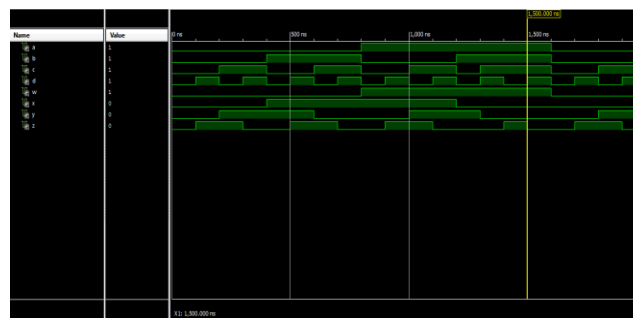 1,500.000 ns
Name Value
0 ns 500 ns 1,000 ns 1,500 ns
a 1
b 1
c 1
d 1
w 1
x 0
y 0
z 0
X1: 1,500.000 ns